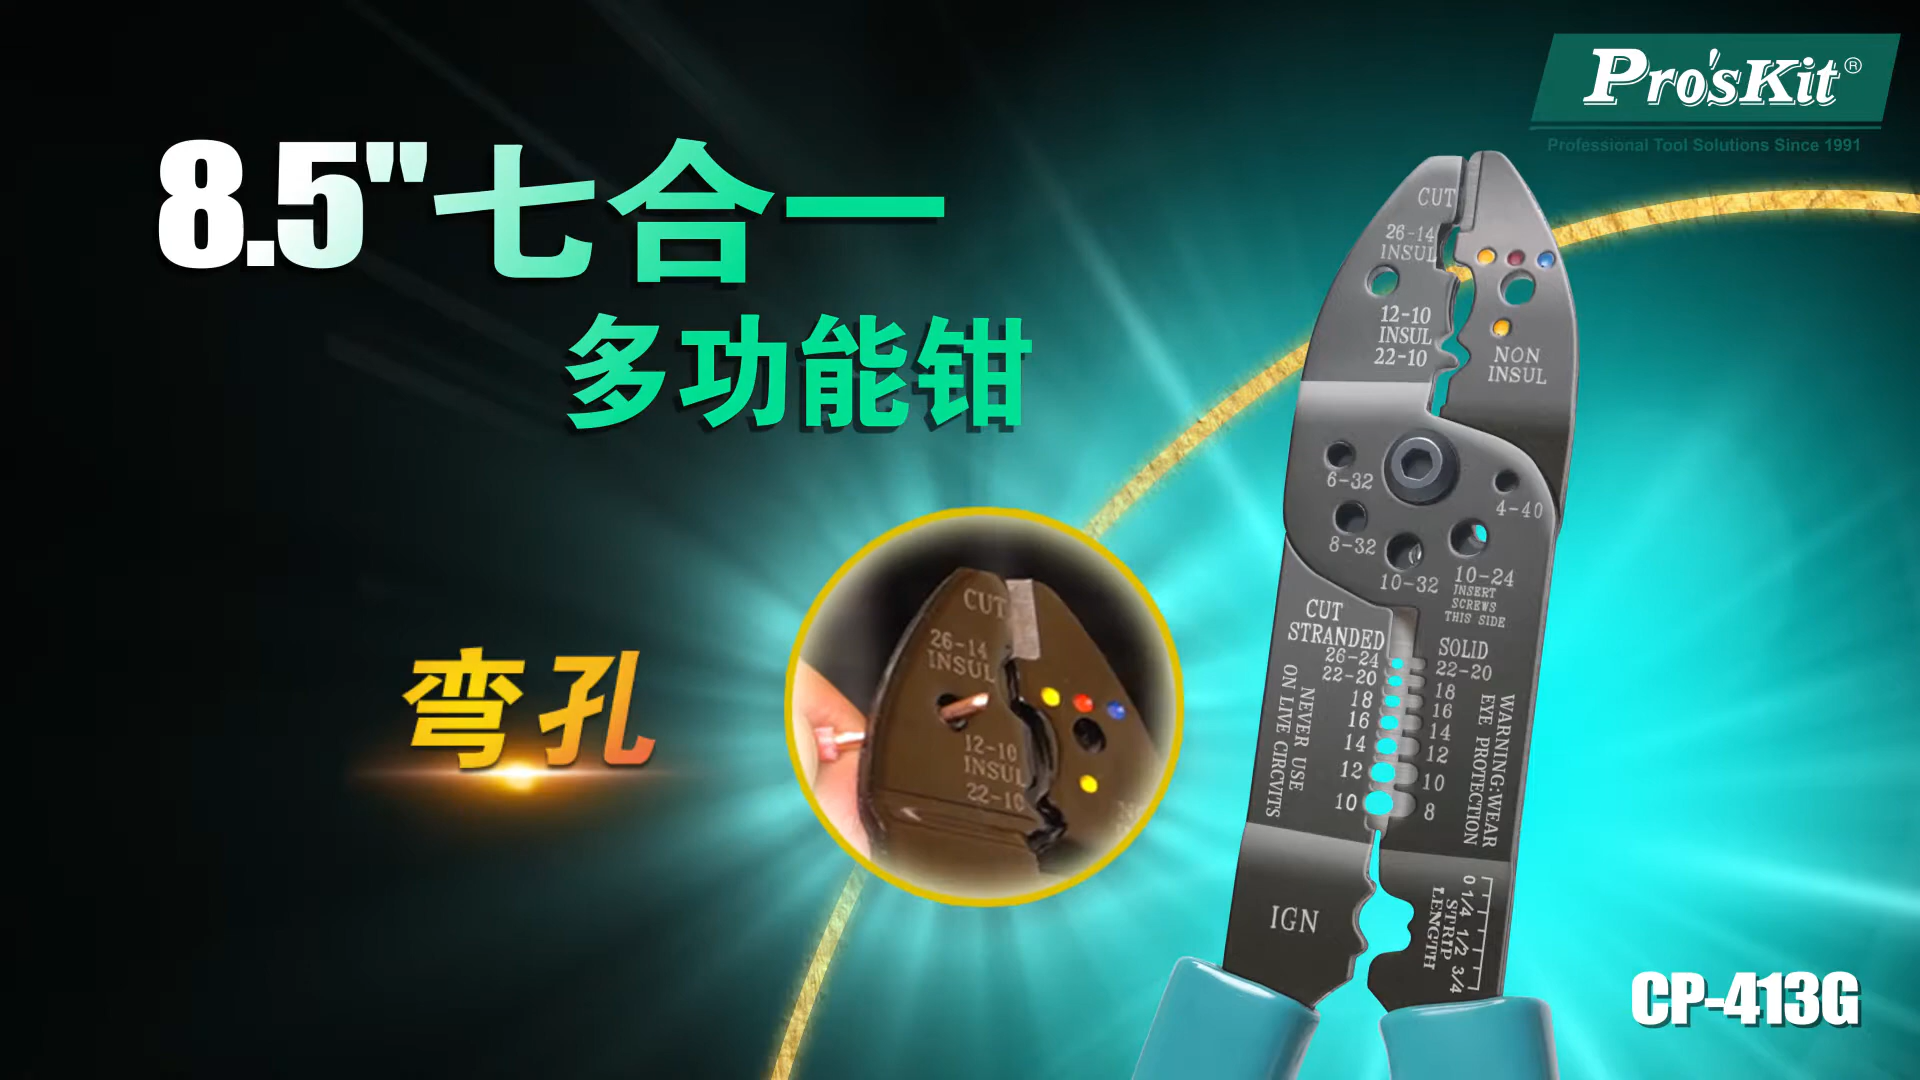 Pro'sKit®
Professional Tool Solutions Since 1991
8.5"七合一
多功能钳
弯孔
CUT
26-14
INSUL
12-10
INSUL
22-10
CUT
26-14
INSUL
12-10
INSUL
22-10
NON
INSUL
6-32
4-40
8-32
10-32
10-24
INSERT
SCREWS
THIS SIDE
CUT
STRANDED
26-24
22-20
18
16
14
12
10
SOLID
22-20
18
16
14
12
10
8
NEVER USE
ON LIVE CIRCVITS
WARNING:WEAR
EYE PROTECTION
IGN
0 1/4 1/2 3/4
STRIP
LENGTH
CP-413G